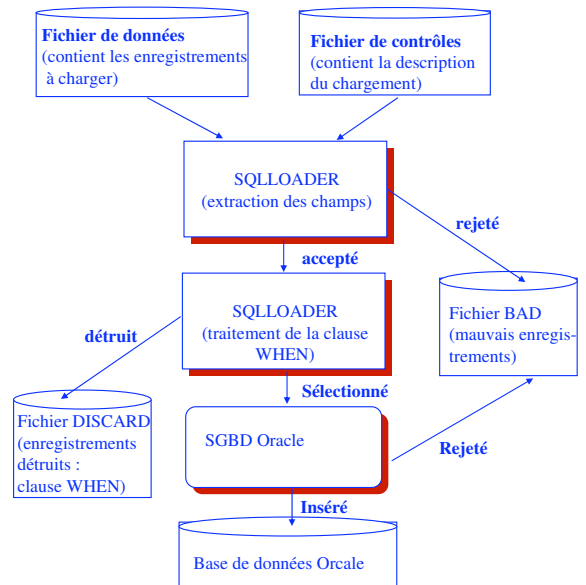 Fichier de données
(contient les enregistrements
à charger)
Fichier de contrôles
(contient la description
du chargement)
SQLLOADER
(extraction des champs)
rejeté
accepté
SQLLOADER
(traitement de la clause
WHEN)
Fichier BAD
(mauvais enregis-
trements)
détruit
Sélectionné
Fichier DISCARD
(enregistrements
détruits :
clause WHEN)
SGBD Oracle
Rejeté
Inséré
Base de données Orcale